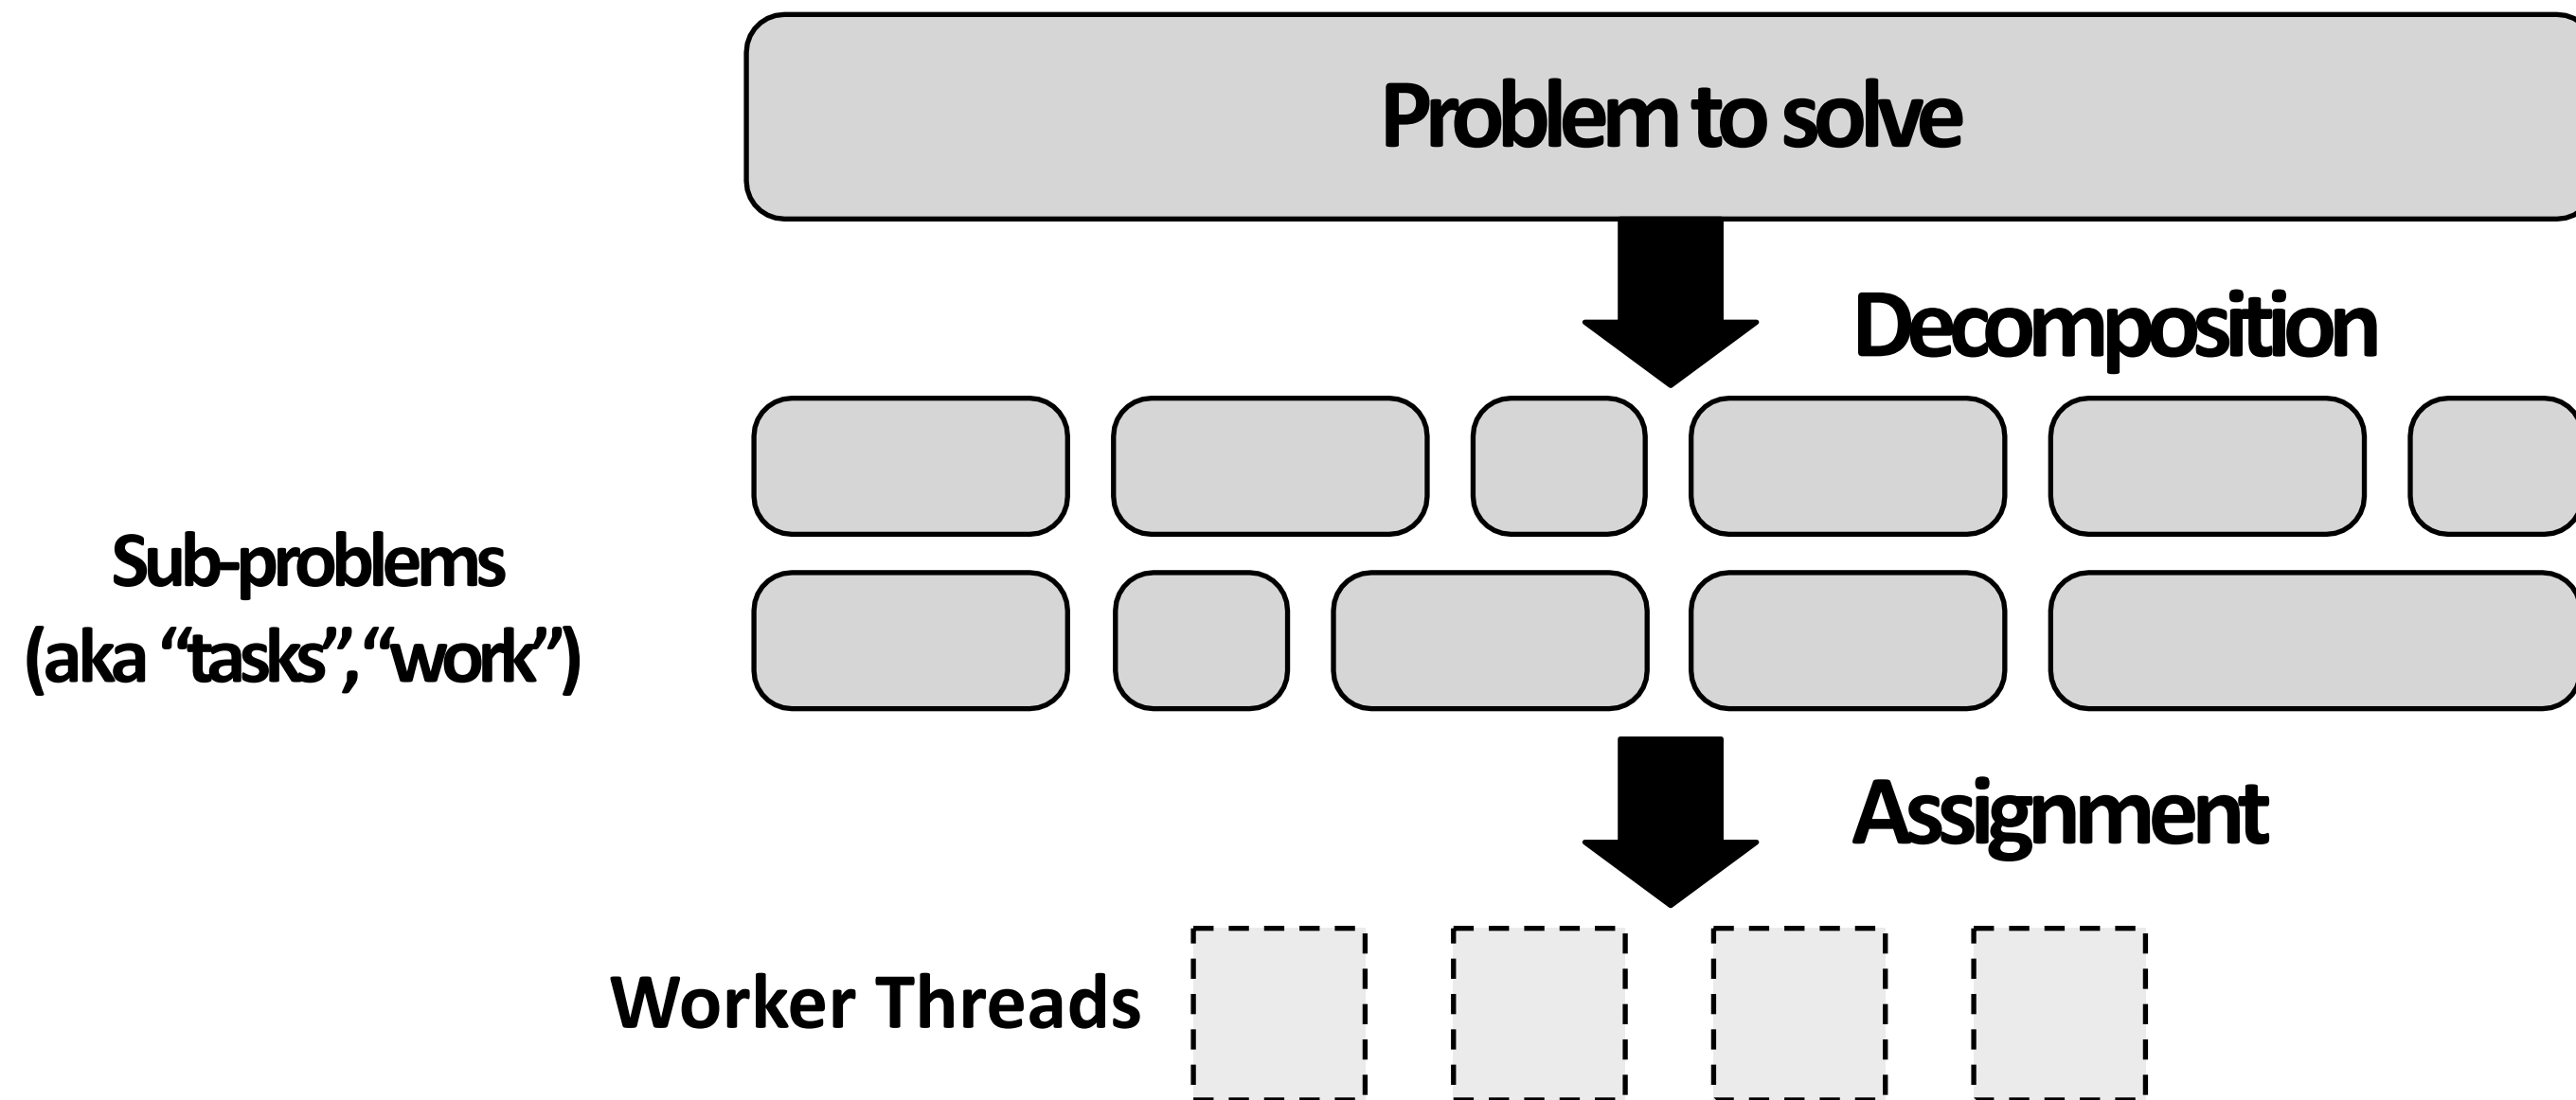 Problem to solve
Decomposition
Sub-problems
(aka “tasks”, “work”)
Assignment
Worker Threads